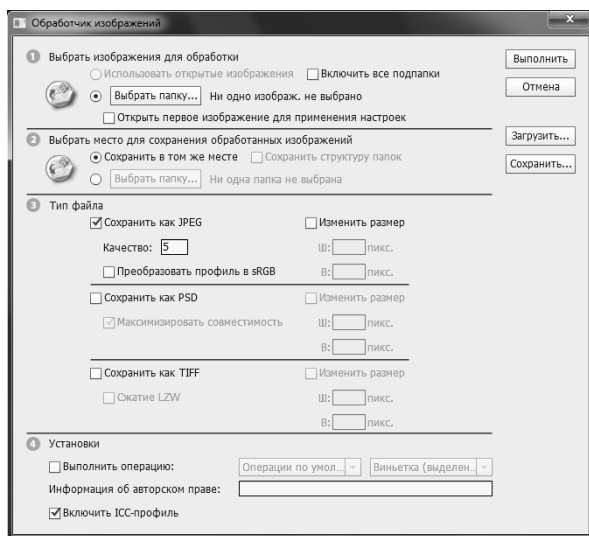 Обработчик изображений
x
1 Выбрать изображения для обработки
Использовать открытые изображения Включить все подпапки
Выбрать папку... Ни одно изображ. не выбрано
Открыть первое изображение для применения настроек
Выполнить
Отмена
2 Выбрать место для сохранения обработанных изображений
Сохранить в том же месте Сохранить структуру папок
Выбрать папку... Ни одна папка не выбрана
Загрузить...
Сохранить...
3 Тип файла
Сохранить как JPEG Изменить размер
Качество: 5 Ш: пикс.
Преобразовать профиль в sRGB В: пикс.
Сохранить как PSD Изменить размер
Максимизировать совместимость Ш: пикс.
В: пикс.
Сохранить как TIFF Изменить размер
Сжатие LZW Ш: пикс.
В: пикс.
4 Установки
Выполнить операцию: Операции по умол... Виньетка (выделен...
Информация об авторском праве:
Включить ICC-профиль